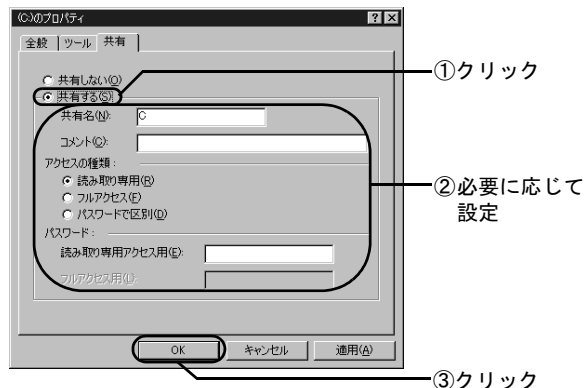 (C:)のプロパティ
全般 ツール 共有
共有しない(O)
共有する(S)
共有名(N): C
コメント(C):
アクセスの種類:
読み取り専用(R)
フルアクセス(F)
パスワードで区別(D)
パスワード:
読み取り専用アクセス用(E):
フルアクセス用(L):
OK キャンセル 適用(A)
①クリック
②必要に応じて
設定
③クリック